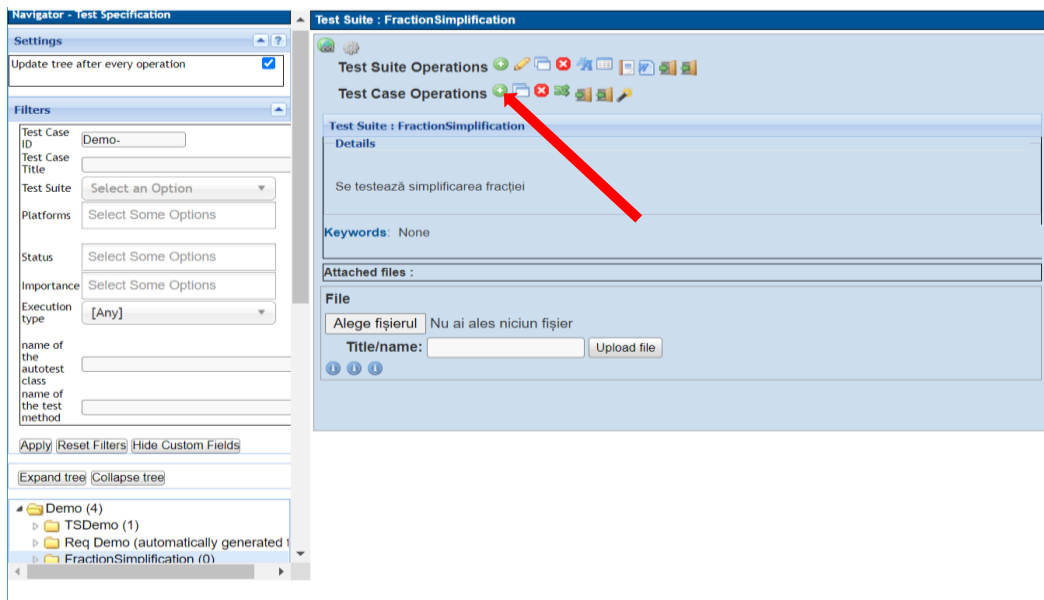 Navigator - Test Specification
Settings
?
Update tree after every operation
Filters
Test Case ID
Demo-
Test Case Title
Test Suite
Select an Option
Platforms
Select Some Options
Status
Select Some Options
Importance
Select Some Options
Execution type
[Any]
name of the autotest class
name of the test method
Apply Reset Filters Hide Custom Fields
Expand tree Collapse tree
Demo (4)
TSDemo (1)
Req Demo (automatically generated
FractionSimplification (0)
Test Suite : FractionSimplification
Test Suite Operations
Test Case Operations
Test Suite : FractionSimplification
Details
Se testează simplificarea fracției
Keywords: None
Attached files :
File
Alege fișierul Nu ai ales niciun fișier
Title/name: Upload file